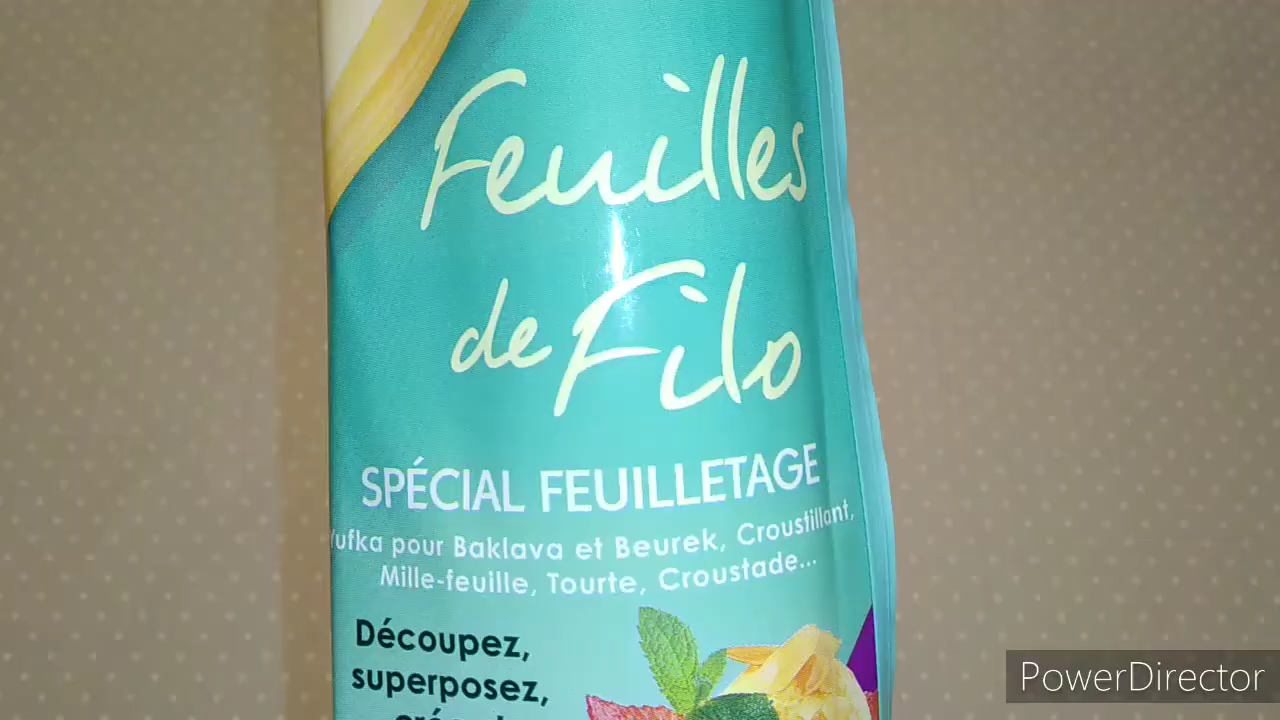 Feuilles
de Filo
SPÉCIAL FEUILLETAGE
pour Baklava et Beurek, Croustillant,
Mille-feuille, Tourte, Croustade...
Découpez,
superposez,
PowerDirector